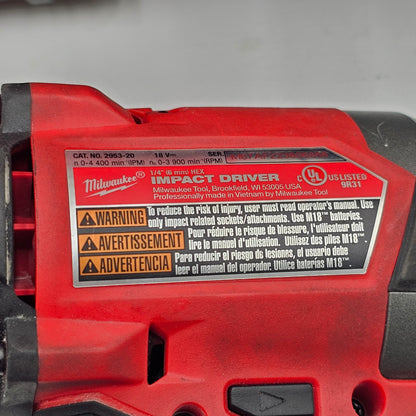 CAT. NO. 2953-20 18 V⎓ SER.
n 0-4 400 min⁻¹(RPM) n₀ 0-3 900 min⁻¹(RPM)
Milwaukee
1/4" (6 mm) HEX
IMPACT DRIVER
Milwaukee Tool, Brookfield, WI 53005 USA
Professionally made in Vietnam by Milwaukee Tool
C UL US LISTED
9R31
WARNING To reduce the risk of injury, user must read operator's manual. Use
only impact related sockets/attachments. Use M18™ batteries.
AVERTISSEMENT Pour réduire le risque de blessure, l'utilisateur doit
lire le manuel d'utilisation. Utilisez des piles M18™.
ADVERTENCIA Para reducir el riesgo de lesiones, el usuario debe
leer el manual del operador. Utilice baterías M18™.